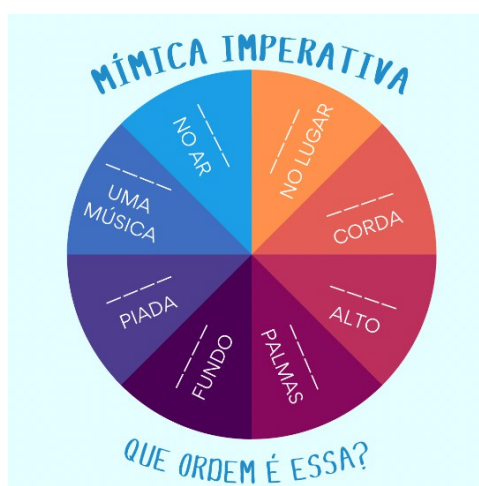 MÍMICA IMPERATIVA
_ _ _ _ _
NO AR
_ _ _ _
NO LUGAR
_ _ _ _
CORDA
_ _ _ _
ALTO
_ _ _ _
PALMAS
_ _ _ _
FUNDO
_ _ _ _
PIADA
_ _ _ _
UMA
MÚSICA
QUE ORDEM É ESSA?